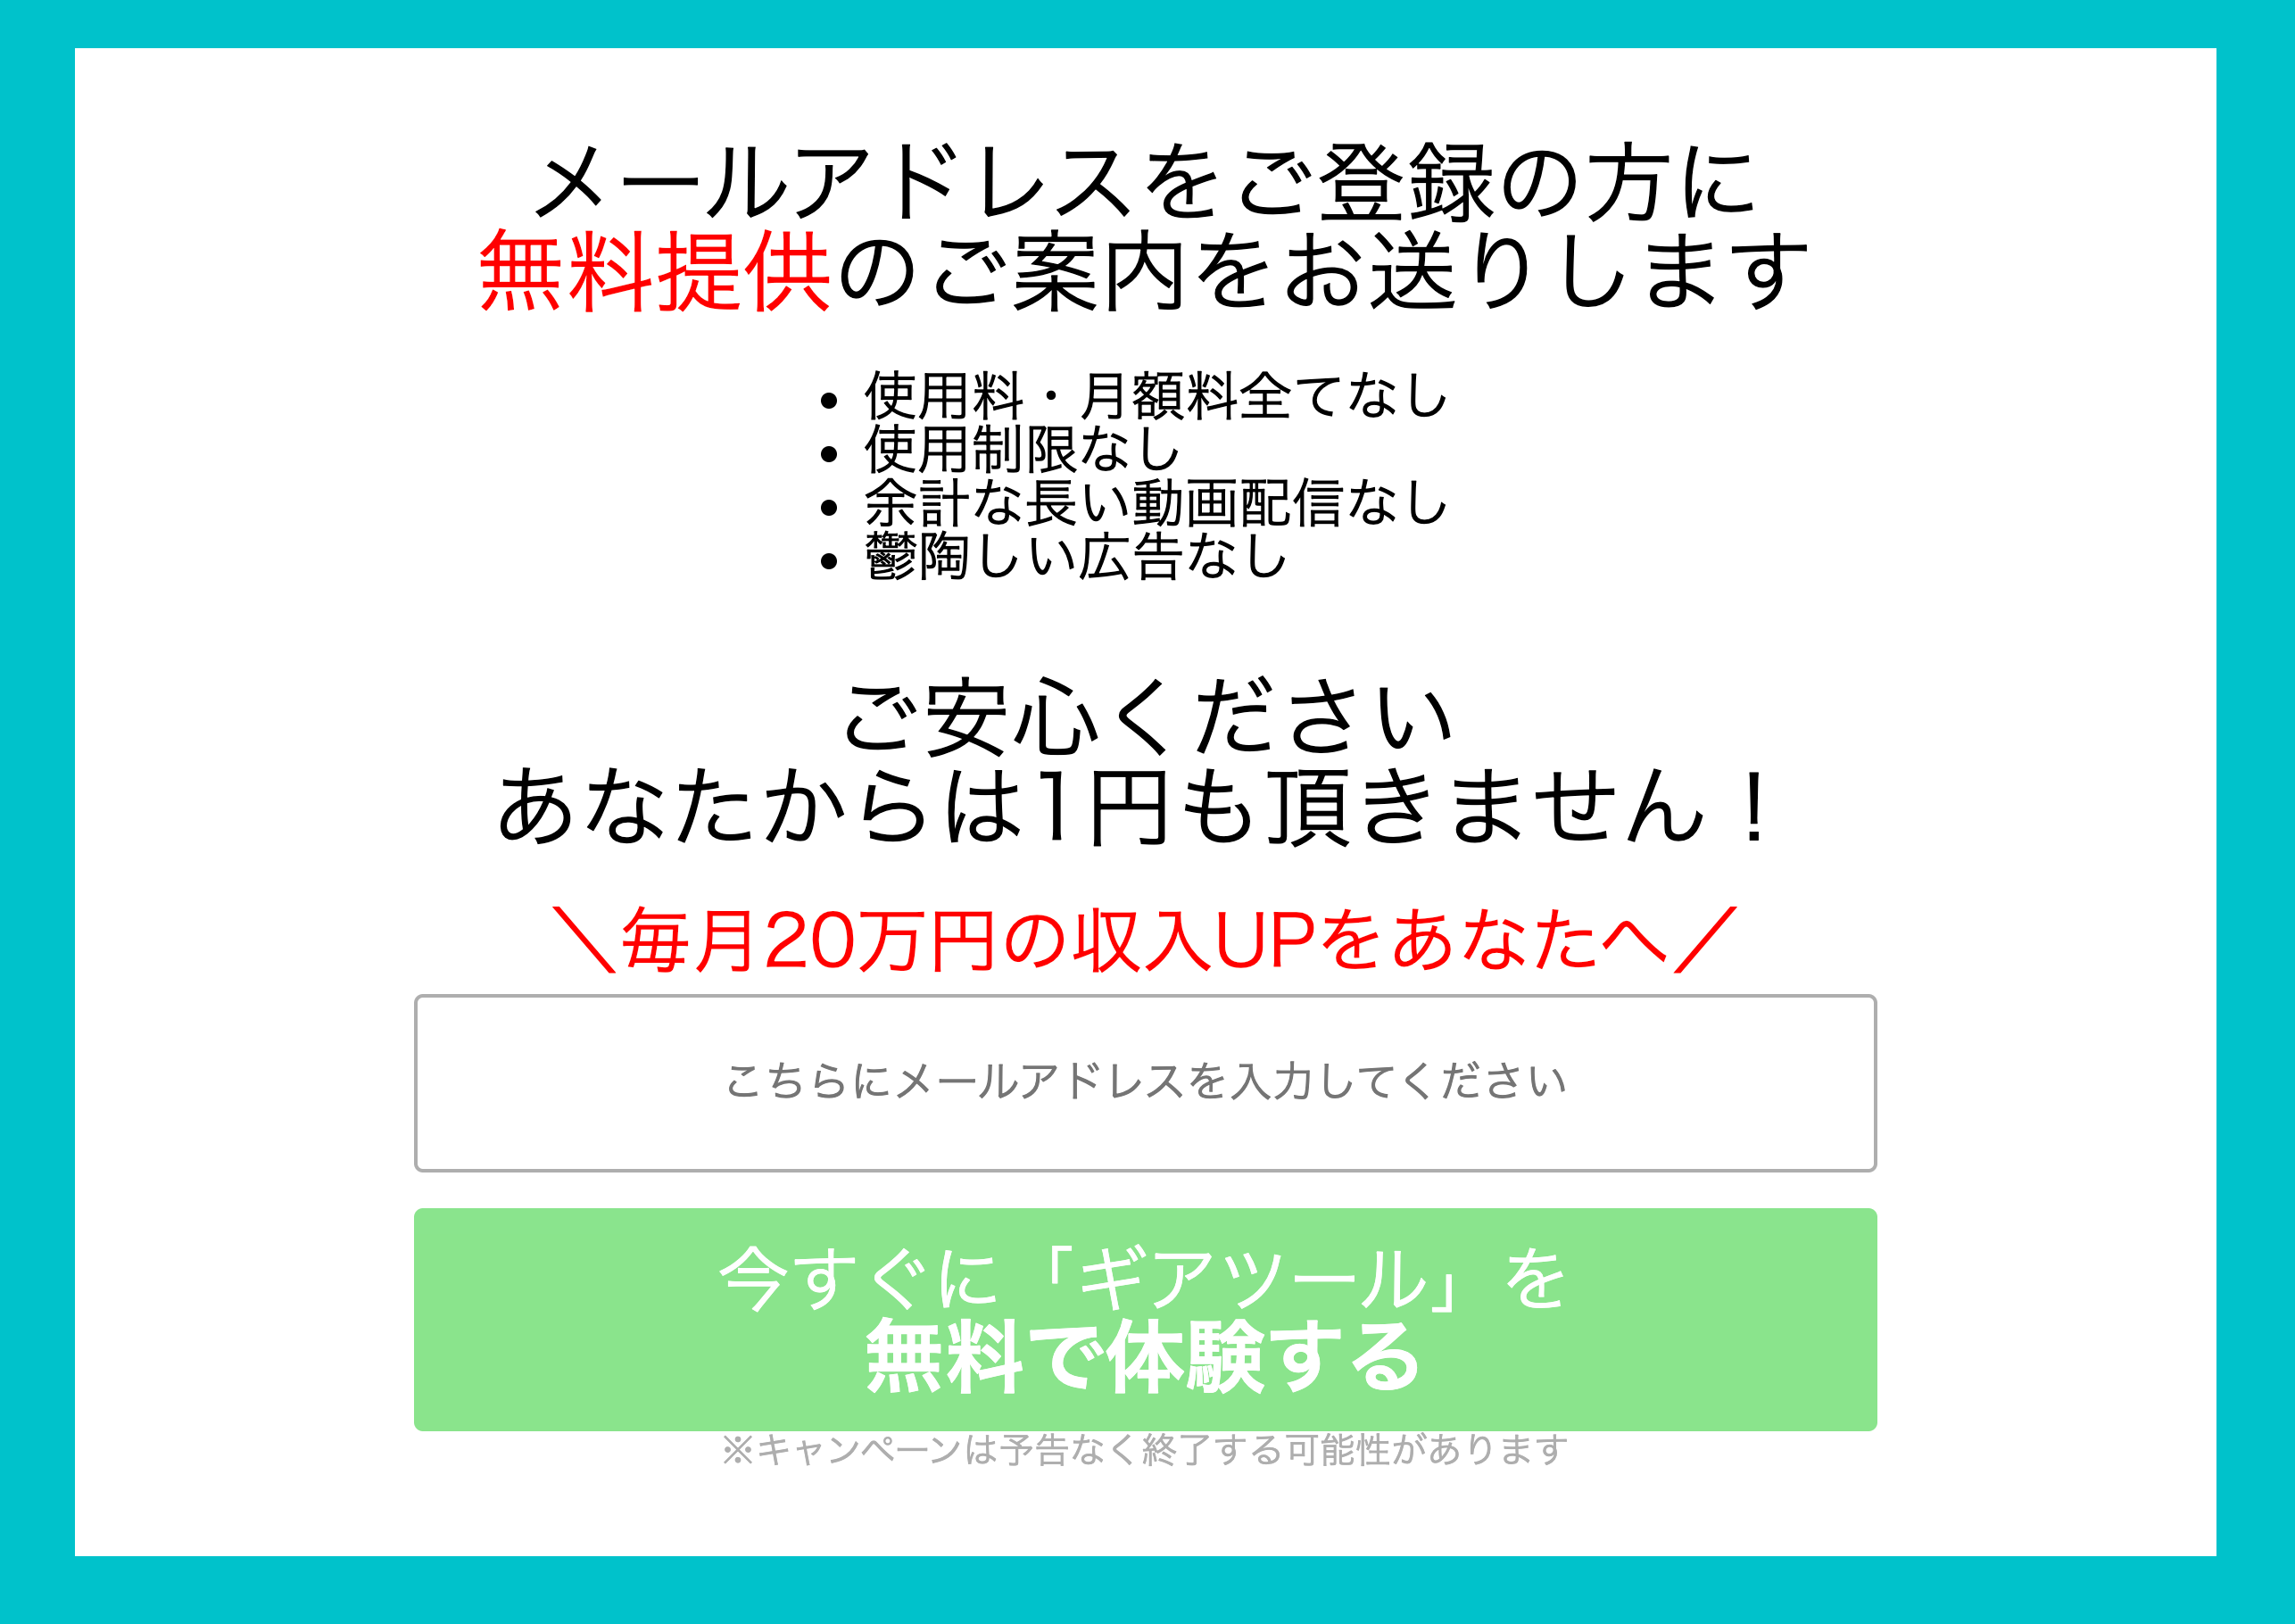 メールアドレスをご登録の方に
無料提供のご案内をお送りします
• 使用料・月額料全てなし
• 使用制限なし
• 余計な長い動画配信なし
• 鬱陶しい広告なし
ご安心ください
あなたからは1円も頂きません！
＼毎月20万円の収入UPをあなたへ／
こちらにメールアドレスを入力してください
今すぐに「ギアツール」を
無料で体験する
※キャンペーンは予告なく終了する可能性があります